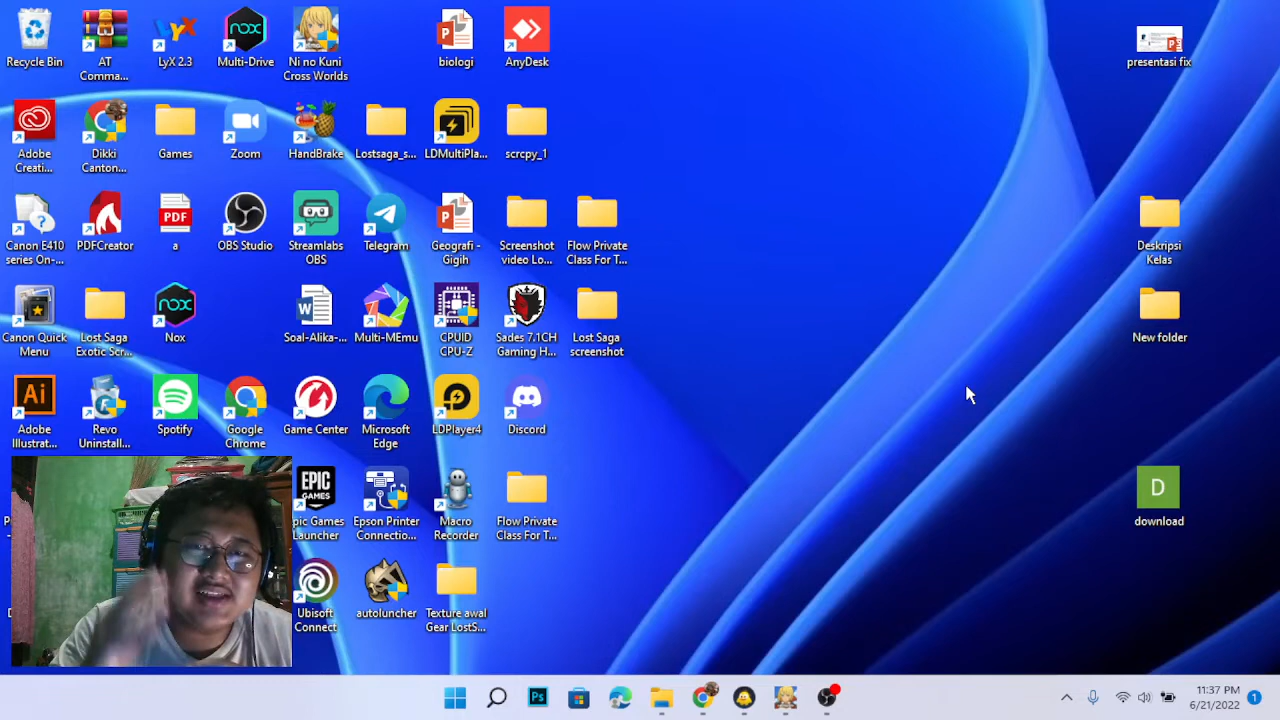 Recycle Bin
AT
Comma...
LyX 2.3
Multi-Drive
Ni no Kuni
Cross Worlds
biologi
AnyDesk
presentasi fix
Adobe
Creati...
Dikki
Canton...
Games
Zoom
HandBrake
Lostsaga_s...
LDMultiPla...
scrcpy_1
Canon E410
series On-...
PDFCreator
PDF
a
OBS Studio
Streamlabs
OBS
Telegram
Geografi -
Gigih
Screenshot
video Lo...
Flow Private
Class For T...
Deskripsi
Kelas
Canon Quick
Menu
Lost Saga
Exotic Scr...
nox
Nox
Soal-Alika-...
Multi-MEmu
CPUID
CPU-Z
Sades 7.1CH
Gaming H...
Lost Saga
screenshot
New folder
Ai
Adobe
Illustrat...
Revo
Uninstall...
Spotify
Google
Chrome
Game Center
Microsoft
Edge
LDPlayer4
Discord
EPIC
GAMES
Epic Games
Launcher
Epson Printer
Connectio...
Macro
Recorder
Flow Private
Class For T...
D
download
Ubisoft
Connect
autoluncher
Texture awal
Gear LostS...
Ps
11:37 PM
6/21/2022
1